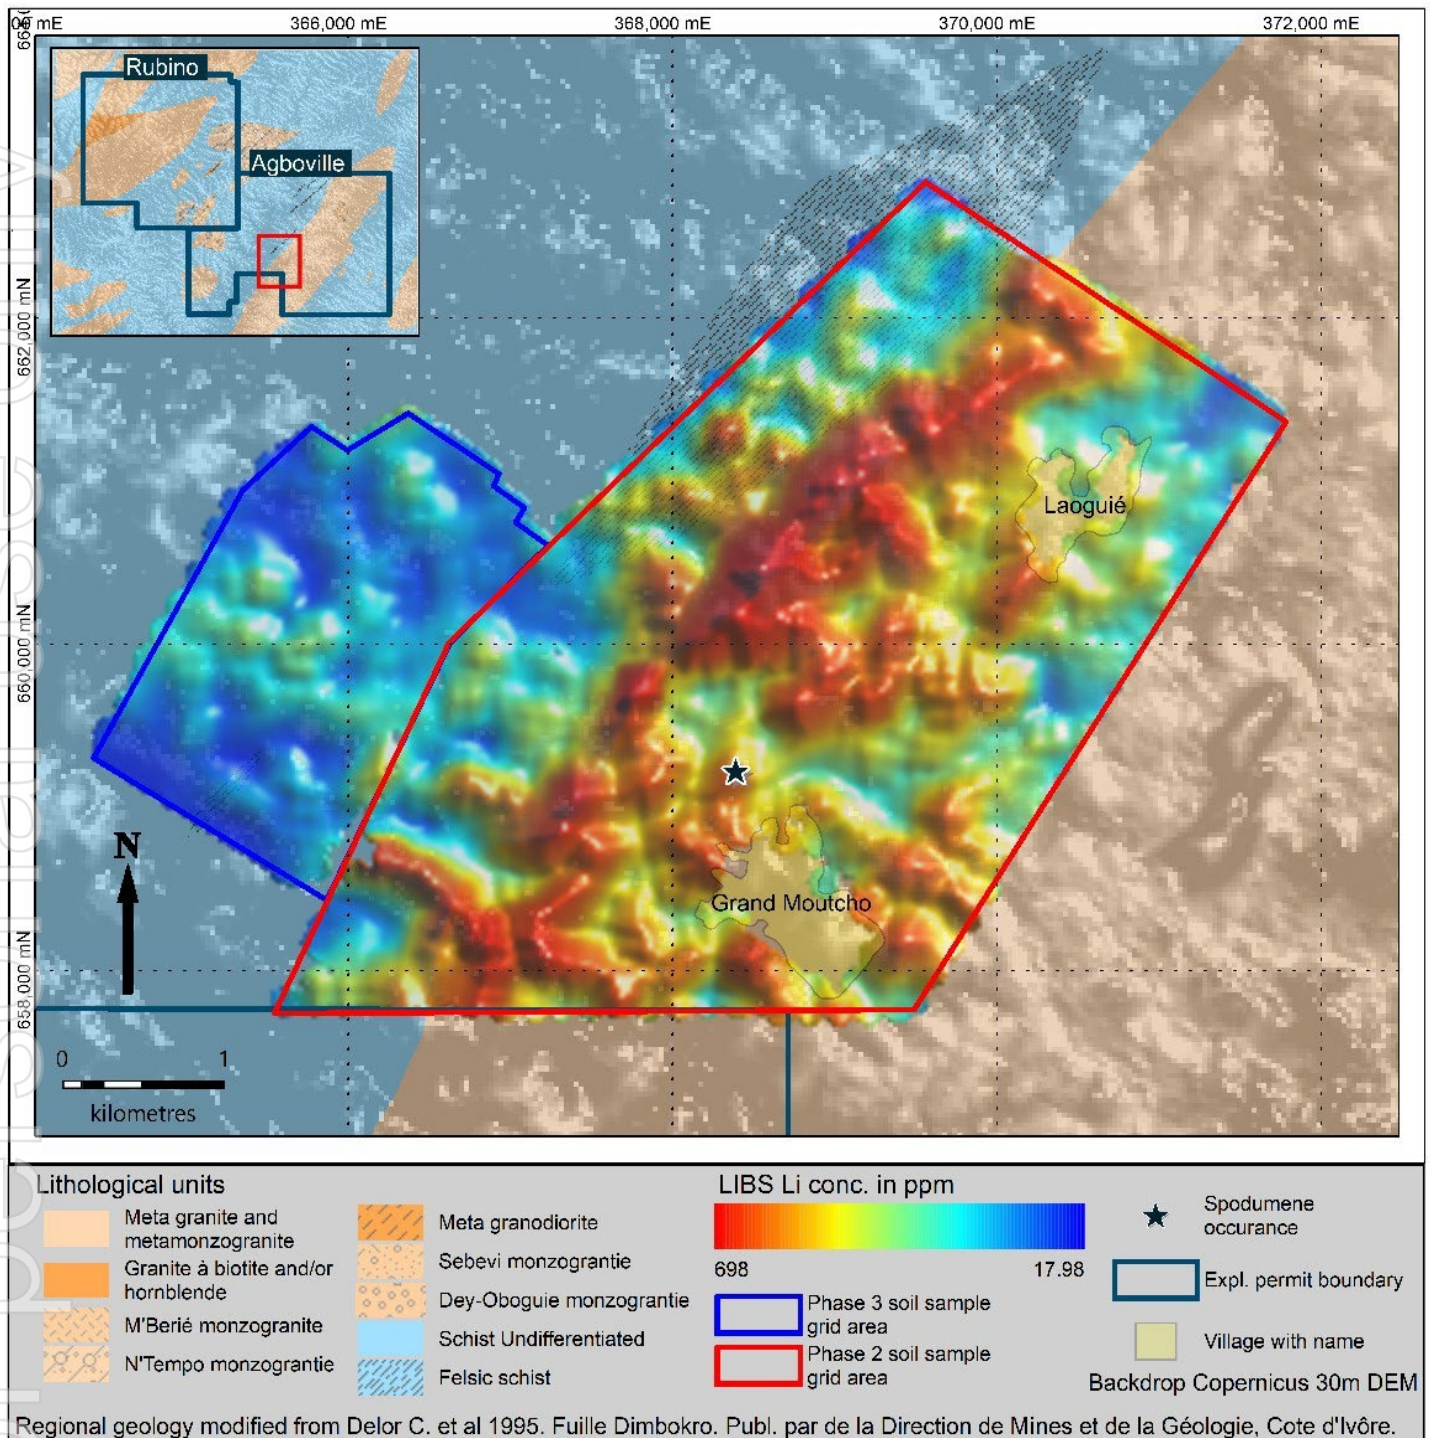 00 mE
366,000 mE
368,000 mE
370,000 mE
372,000 mE
662,000 mN
660,000 mN
658,000 mN
Rubino
Agboville
Laoguié
Grand Moutcho
N
0 1
kilometres
Lithological units
Meta granite and
metamonzogranite
Granite à biotite and/or
hornblende
M'Berié monzogranite
N'Tempo monzograntie
Meta granodiorite
Sebevi monzograntie
Dey-Oboguie monzograntie
Schist Undifferentiated
Felsic schist
LIBS Li conc. in ppm
698 17.98
Phase 3 soil sample
grid area
Phase 2 soil sample
grid area
Spodumene
occurance
Expl. permit boundary
Village with name
Backdrop Copernicus 30m DEM
Regional geology modified from Delor C. et al 1995. Fuille Dimbokro. Publ. par de la Direction de Mines et de la Géologie, Cote d'Ivôre.